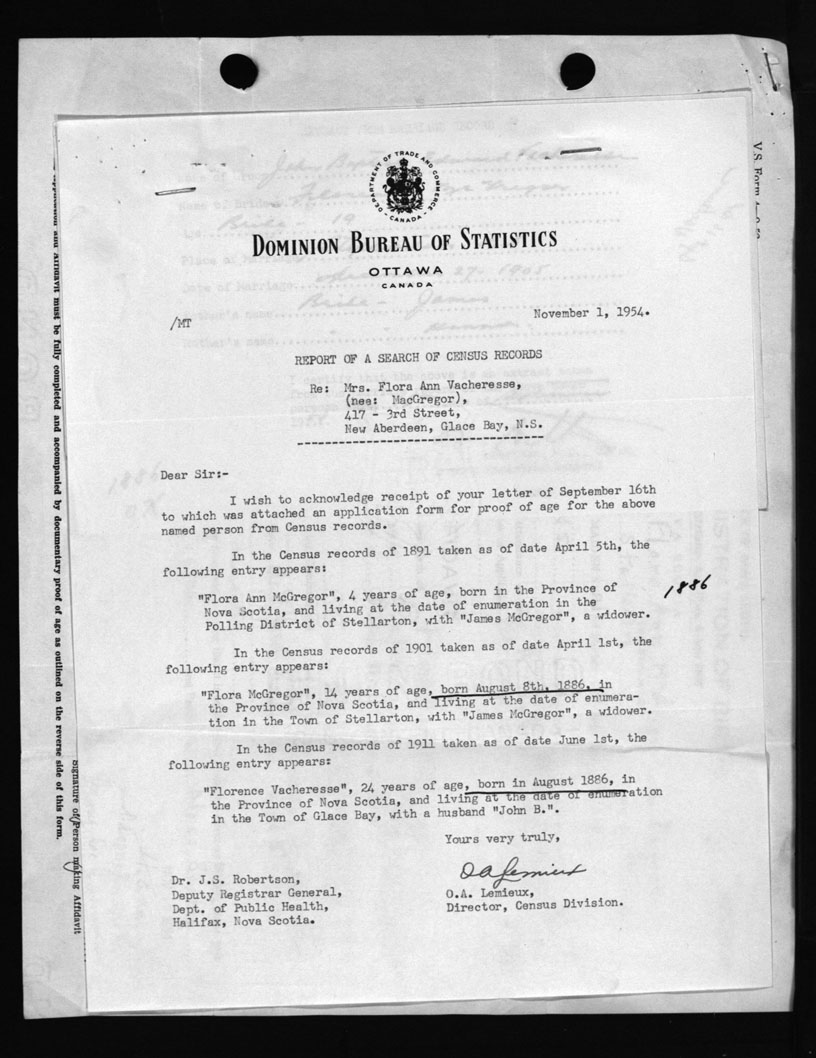 V.S. Form
DEPARTMENT OF TRADE AND COMMERCE
CANADA
DOMINION BUREAU OF STATISTICS
OTTAWA
CANADA
/MT
November 1, 1954.
REPORT OF A SEARCH OF CENSUS RECORDS
Re: Mrs. Flora Ann Vacheresse,
(nee: MacGregor),
417 - 3rd Street,
New Aberdeen, Glace Bay, N.S.
Dear Sir:-
I wish to acknowledge receipt of your letter of September 16th
to which was attached an application form for proof of age for the above
named person from Census records.
In the Census records of 1891 taken as of date April 5th, the
following entry appears:
"Flora Ann McGregor", 4 years of age, born in the Province of
Nova Scotia, and living at the date of enumeration in the
Polling District of Stellarton, with "James McGregor", a widower.
1886
In the Census records of 1901 taken as of date April 1st, the
following entry appears:
"Flora McGregor", 14 years of age, born August 8th, 1886, in
the Province of Nova Scotia, and living at the date of enumera-
tion in the Town of Stellarton, with "James McGregor", a widower.
In the Census records of 1911 taken as of date June 1st, the
following entry appears:
"Florence Vacheresse", 24 years of age, born in August 1886, in
the Province of Nova Scotia, and living at the date of enumeration
in the Town of Glace Bay, with a husband "John B.".
Yours very truly,
O A Lemieux
Dr. J.S. Robertson,
Deputy Registrar General,
Dept. of Public Health,
Halifax, Nova Scotia.
O.A. Lemieux,
Director, Census Division.
and Affidavit must be fully completed and accompanied by documentary proof of age as outlined on the reverse side of this form.
Signature of Person making Affidavit